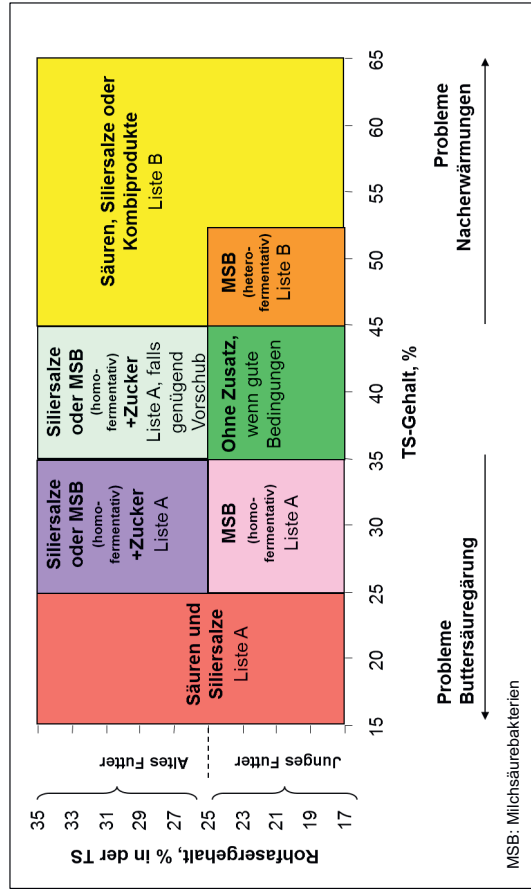 Rohfasergehalt, % in der TS
35
33
31
29
27
25
23
21
19
17
Altes Futter
Junges Futter
Säuren und
Siliersalze
Liste A
Siliersalze
oder MSB
(homo-
fermentativ)
+Zucker
Liste A
MSB
(homo-
fermentativ)
Liste A
Siliersalze
oder MSB
(homo-
fermentativ)
+Zucker
Liste A, falls
genügend
Vorschub
Ohne Zusatz,
wenn gute
Bedingungen
Säuren, Siliersalze oder
Kombiprodukte
Liste B
MSB
(hetero-
fermentativ)
Liste B
15
20
25
30
35
40
45
50
55
60
65
TS-Gehalt, %
Probleme
Buttersäuregärung
Probleme
Nacherwärmungen
MSB: Milchsäurebakterien